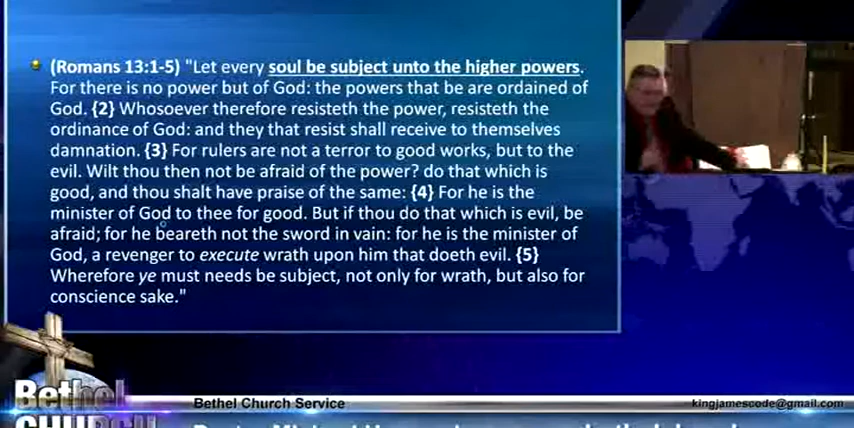 (Romans 13:1-5) "Let every soul be subject unto the higher powers.
For there is no power but of God: the powers that be are ordained of
God. {2} Whosoever therefore resisteth the power, resisteth the
ordinance of God: and they that resist shall receive to themselves
damnation. {3} For rulers are not a terror to good works, but to the
evil. Wilt thou then not be afraid of the power? do that which is
good, and thou shalt have praise of the same: {4} For he is the
minister of God to thee for good. But if thou do that which is evil, be
afraid; for he beareth not the sword in vain: for he is the minister of
God, a revenger to execute wrath upon him that doeth evil. {5}
Wherefore ye must needs be subject, not only for wrath, but also for
conscience sake."
Bethel
CHURCH
Bethel Church Service
kingjamescode@gmail.com